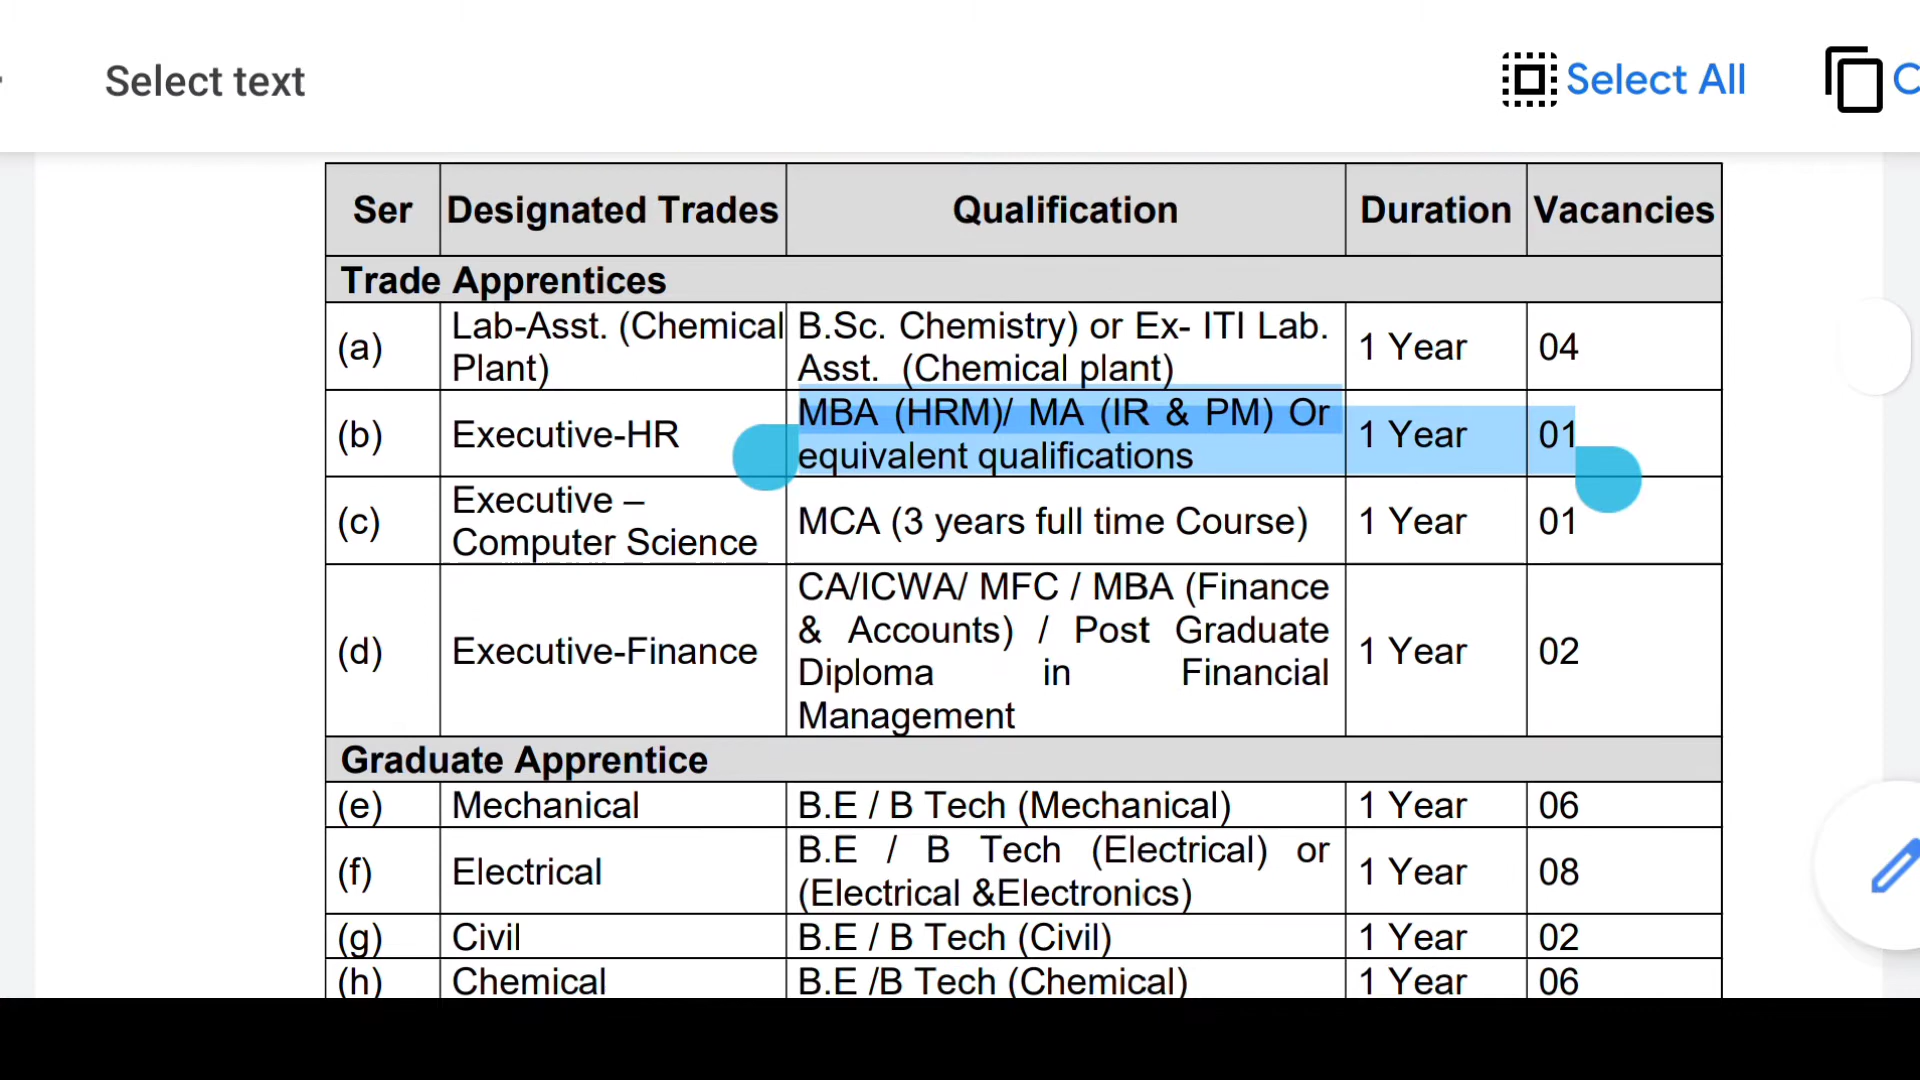 Select text
Select All
C
Ser Designated Trades Qualification Duration Vacancies
Trade Apprentices
(a) Lab-Asst. (Chemical Plant) B.Sc. Chemistry) or Ex- ITI Lab. Asst. (Chemical plant) 1 Year 04
(b) Executive-HR MBA (HRM)/ MA (IR & PM) Or equivalent qualifications 1 Year 01
(c) Executive – Computer Science MCA (3 years full time Course) 1 Year 01
(d) Executive-Finance CA/ICWA/ MFC / MBA (Finance & Accounts) / Post Graduate Diploma in Financial Management 1 Year 02
Graduate Apprentice
(e) Mechanical B.E / B Tech (Mechanical) 1 Year 06
(f) Electrical B.E / B Tech (Electrical) or (Electrical &Electronics) 1 Year 08
(g) Civil B.E / B Tech (Civil) 1 Year 02
(h) Chemical B.E /B Tech (Chemical) 1 Year 06